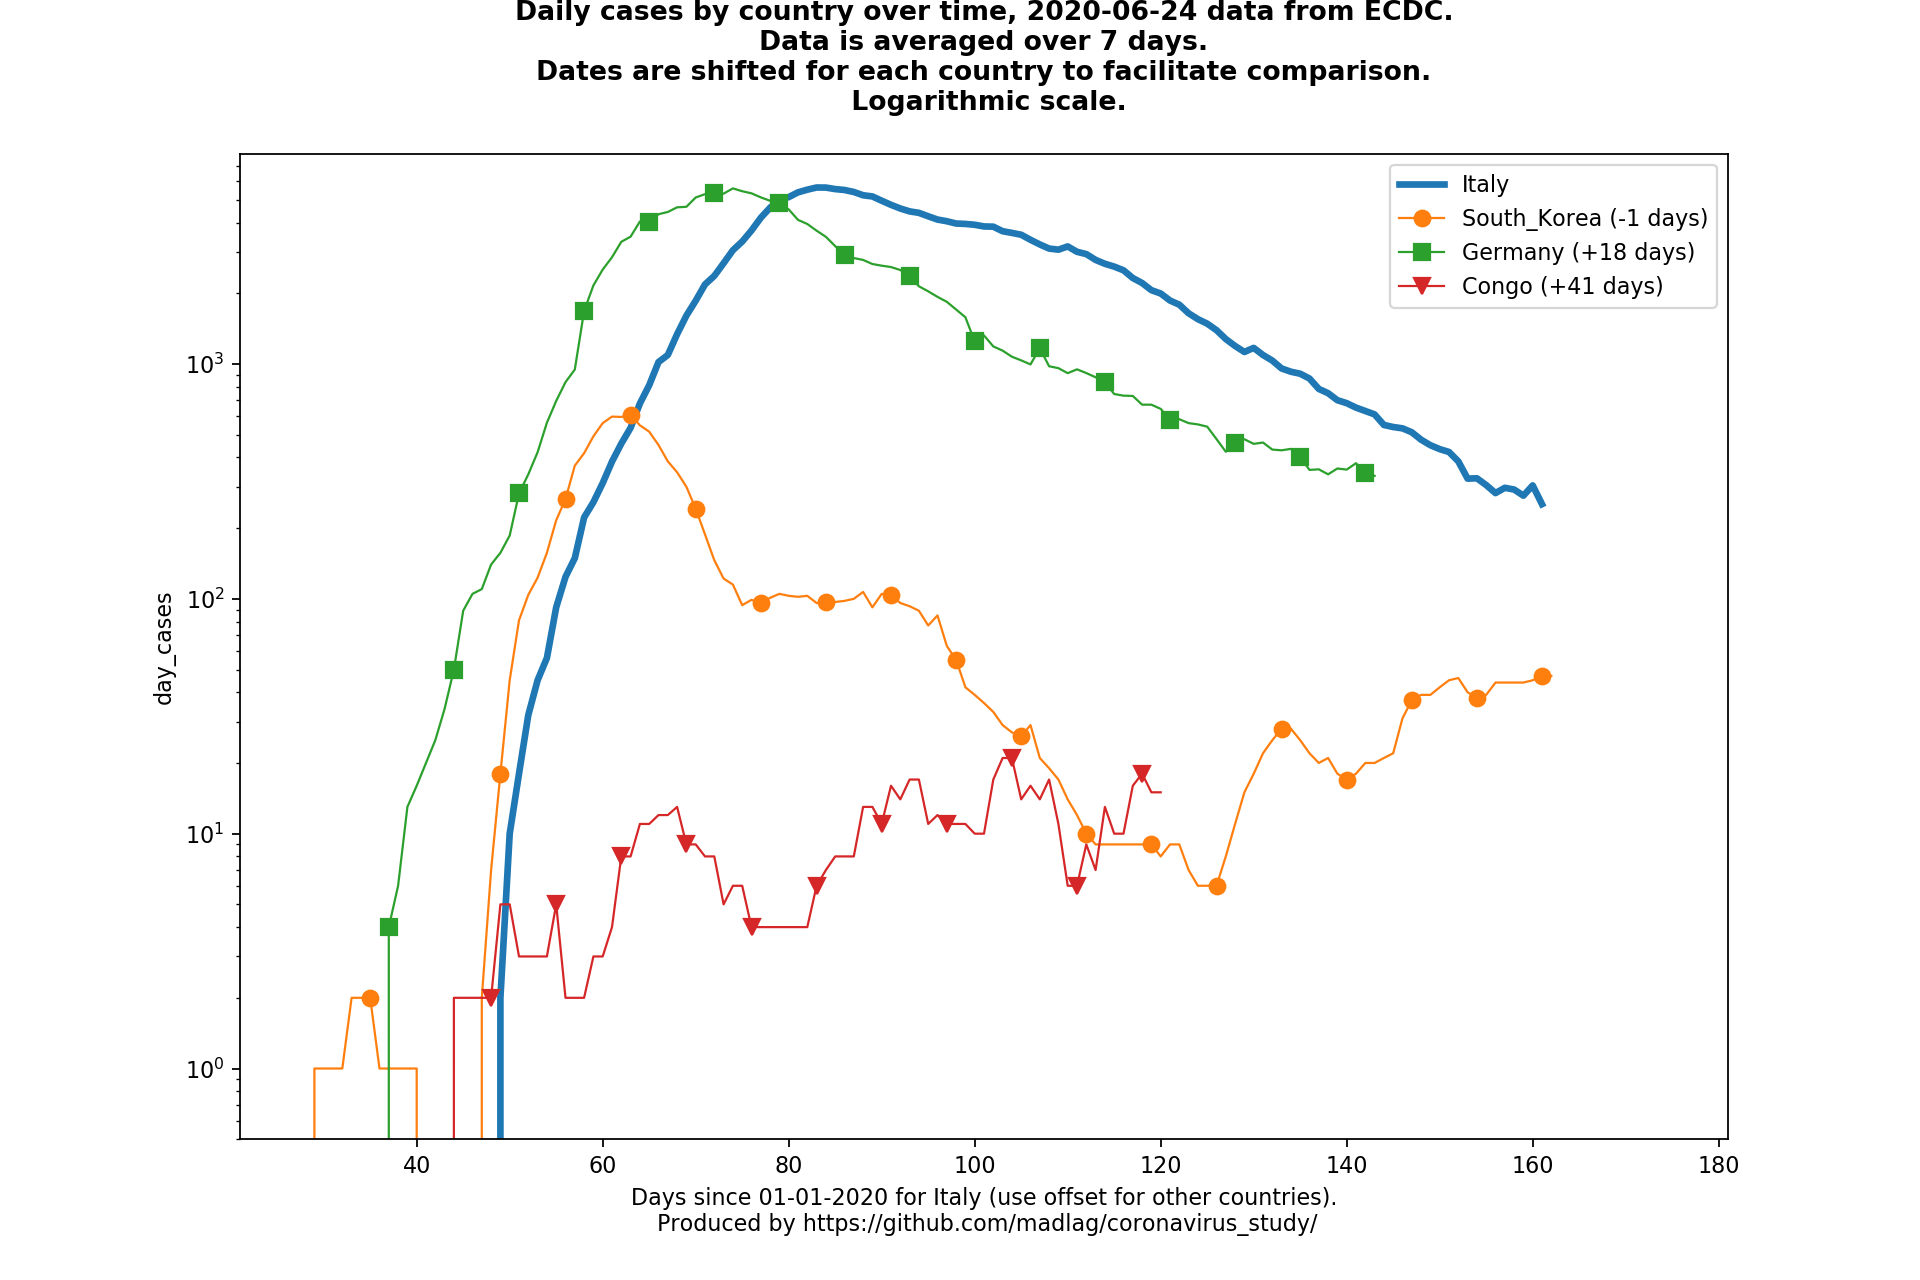 Daily cases by country over time, 2020-06-24 data from ECDC.
Data is averaged over 7 days.
Dates are shifted for each country to facilitate comparison.
Logarithmic scale.
Italy
South_Korea (-1 days)
Germany (+18 days)
Congo (+41 days)
day_cases
10³
10²
10¹
10⁰
40 60 80 100 120 140 160 180
Days since 01-01-2020 for Italy (use offset for other countries).
Produced by https://github.com/madlag/coronavirus_study/